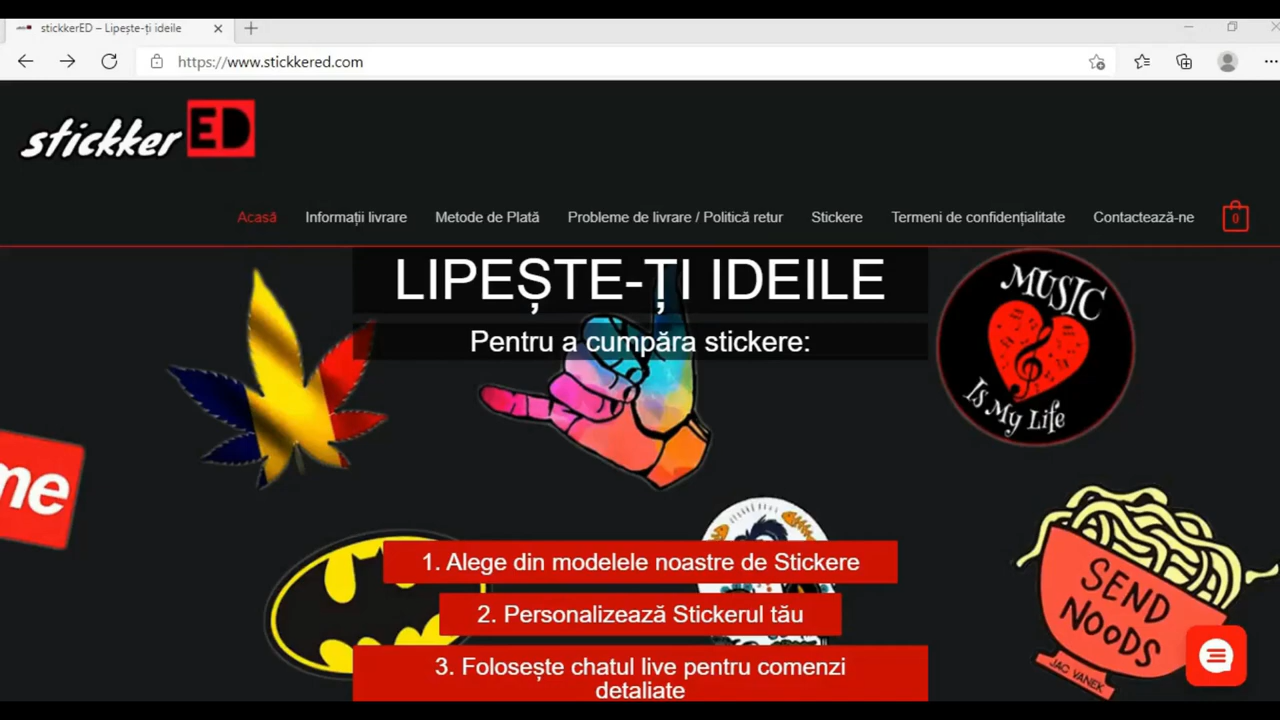 stickkerED – Lipește-ți ideile
https://www.stickkered.com
stickker ED
Acasă Informații livrare Metode de Plată Probleme de livrare / Politică retur Stickere Termeni de confidențialitate Contactează-ne 0
LIPEȘTE-ȚI IDEILE
Pentru a cumpăra stickere:
MUSIC
Is My Life
me
1. Alege din modelele noastre de Stickere
2. Personalizează Stickerul tău
3. Folosește chatul live pentru comenzi
detaliate
SEND
NOODS
JAC VANEK